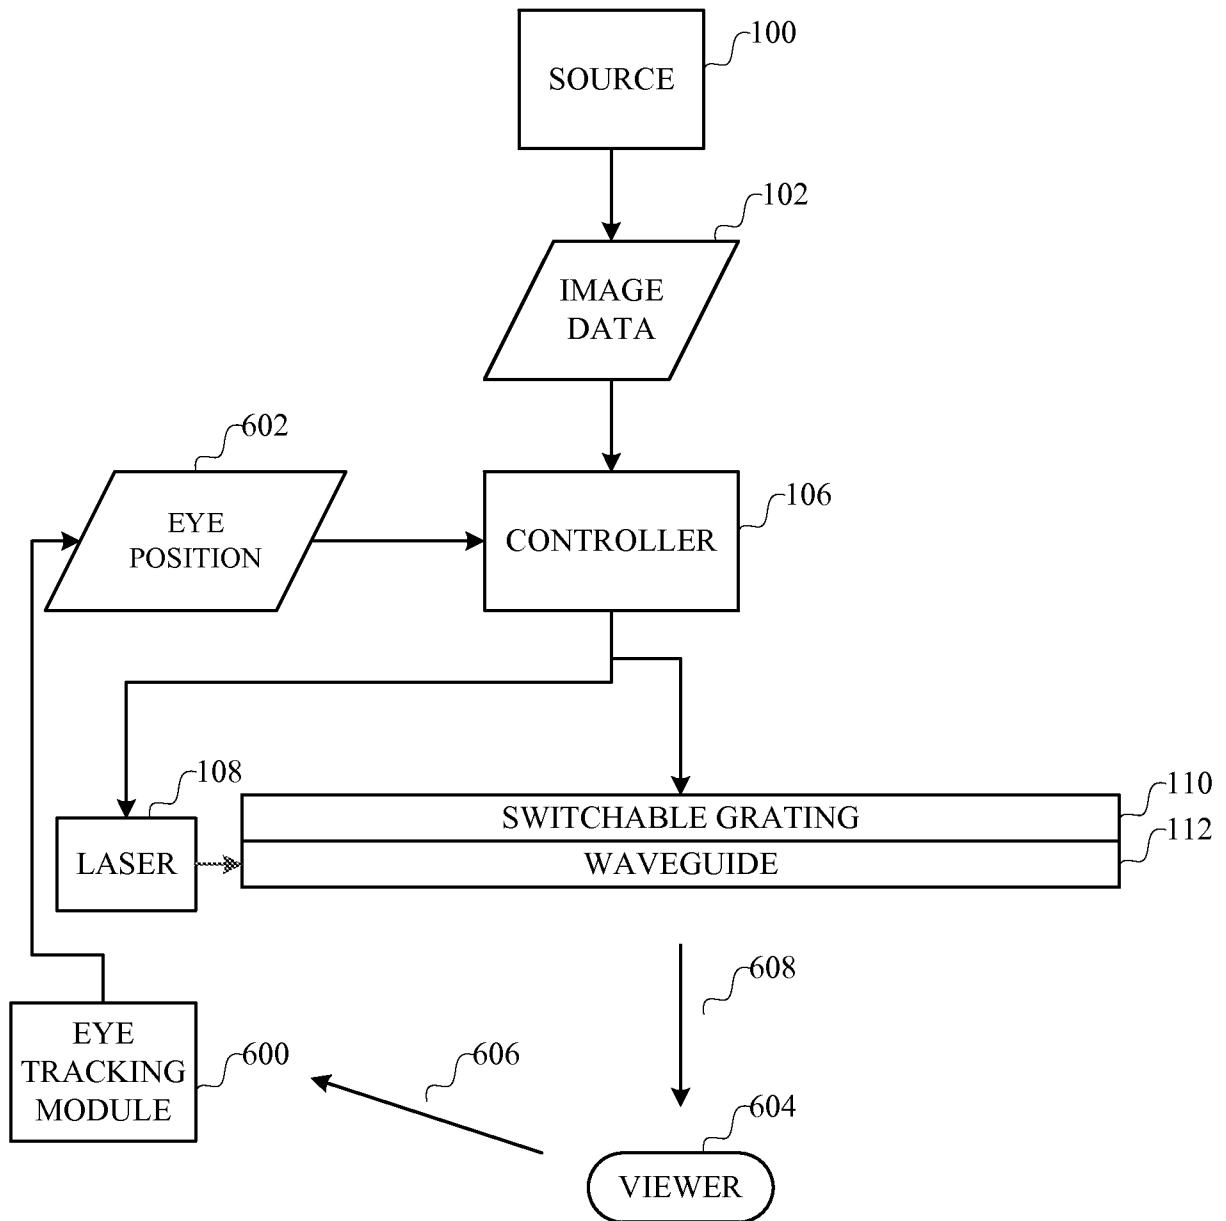 100
SOURCE
102
IMAGE
DATA
602
EYE
POSITION
106
CONTROLLER
108
LASER
110
SWITCHABLE GRATING
112
WAVEGUIDE
608
EYE
TRACKING
MODULE
600
606
604
VIEWER